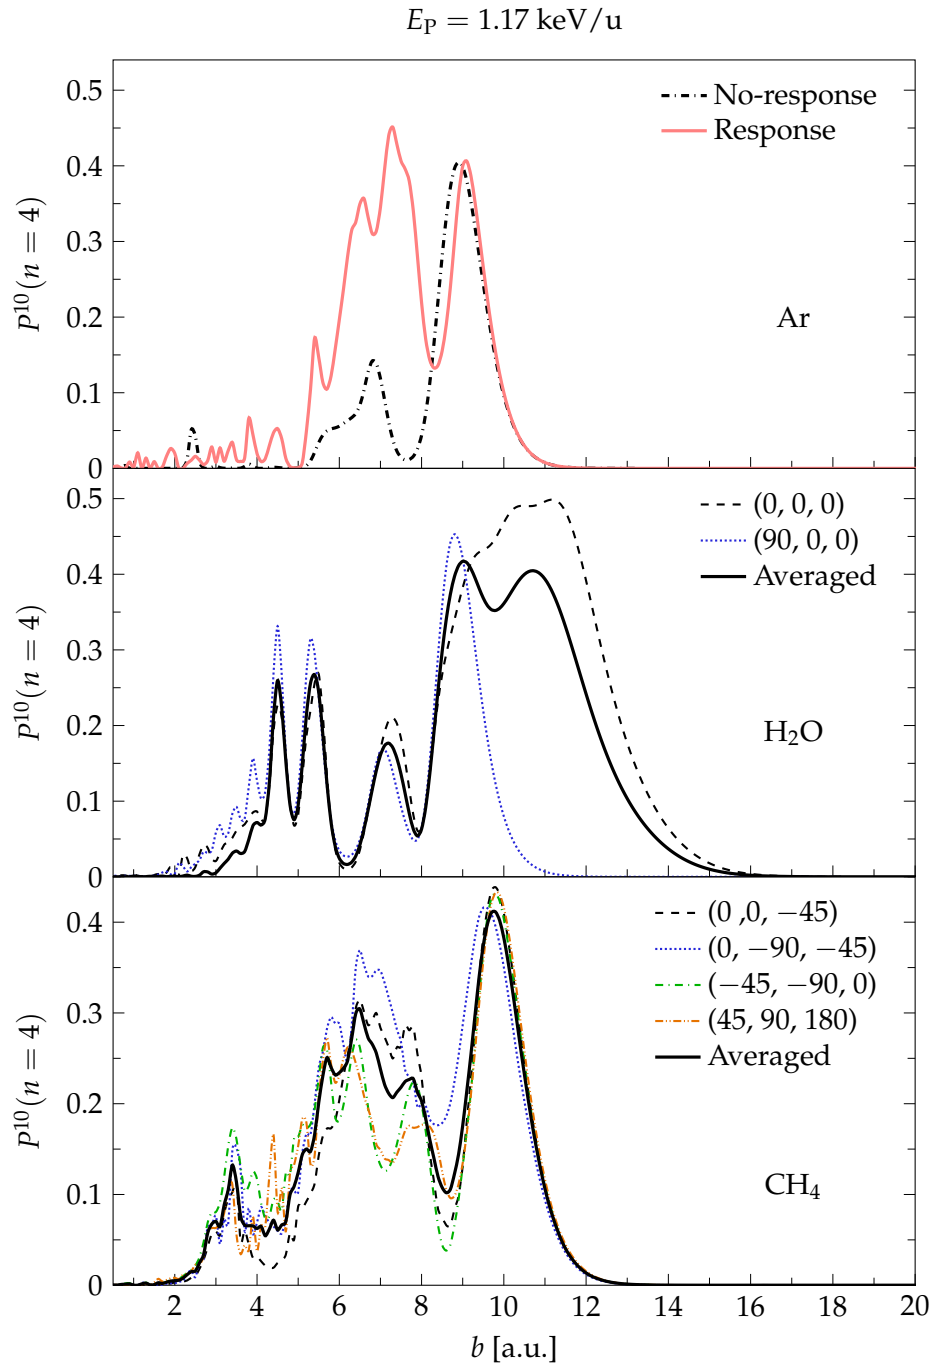 E_P = 1.17 keV/u
0.5
0.4
0.3
0.2
0.1
0
P^10(n = 4)
No-response
Response
Ar
0.5
0.4
0.3
0.2
0.1
0
P^10(n = 4)
(0, 0, 0)
(90, 0, 0)
Averaged
H₂O
0.4
0.3
0.2
0.1
0
P^10(n = 4)
(0 ,0, −45)
(0, −90, −45)
(−45, −90, 0)
(45, 90, 180)
Averaged
CH₄
2 4 6 8 10 12 14 16 18 20
b [a.u.]